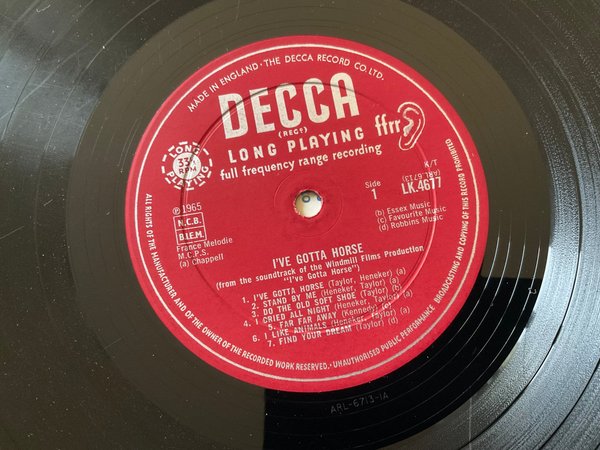 MADE IN ENGLAND · THE DECCA RECORD CO. LTD.
DECCA
(REGD)
LONG PLAYING
ffrr
full frequency range recording
LONG
33⅓
RPM
PLAYING
T/K
(ARL.6713)
LK.4677
Side
1
℗1965
N.C.B.
B.I.E.M.
France Melodie
M.C.P.S.
(a) Chappell
(b) Essex Music
(c) Favourite Music
(d) Robbins Music
I'VE GOTTA HORSE
(from the soundtrack of the Windmill Films Production
"I've Gotta Horse")
1. I'VE GOTTA HORSE (Taylor, Heneker) (a)
2. STAND BY ME (Heneker, Taylor) (a)
3. DO THE OLD SOFT SHOE (Taylor) (b)
4. I CRIED ALL NIGHT (Heneker, Taylor) (a)
5. FAR FAR AWAY (Kennedy) (c)
6. I LIKE ANIMALS (Heneker, Taylor) (a)
7. FIND YOUR DREAM (Taylor) (d)
ALL RIGHTS OF THE MANUFACTURER AND OF THE OWNER OF THE RECORDED WORK RESERVED · UNAUTHORISED PUBLIC PERFORMANCE, BROADCASTING AND COPYING OF THIS RECORD PROHIBITED
ARL-6713-1A